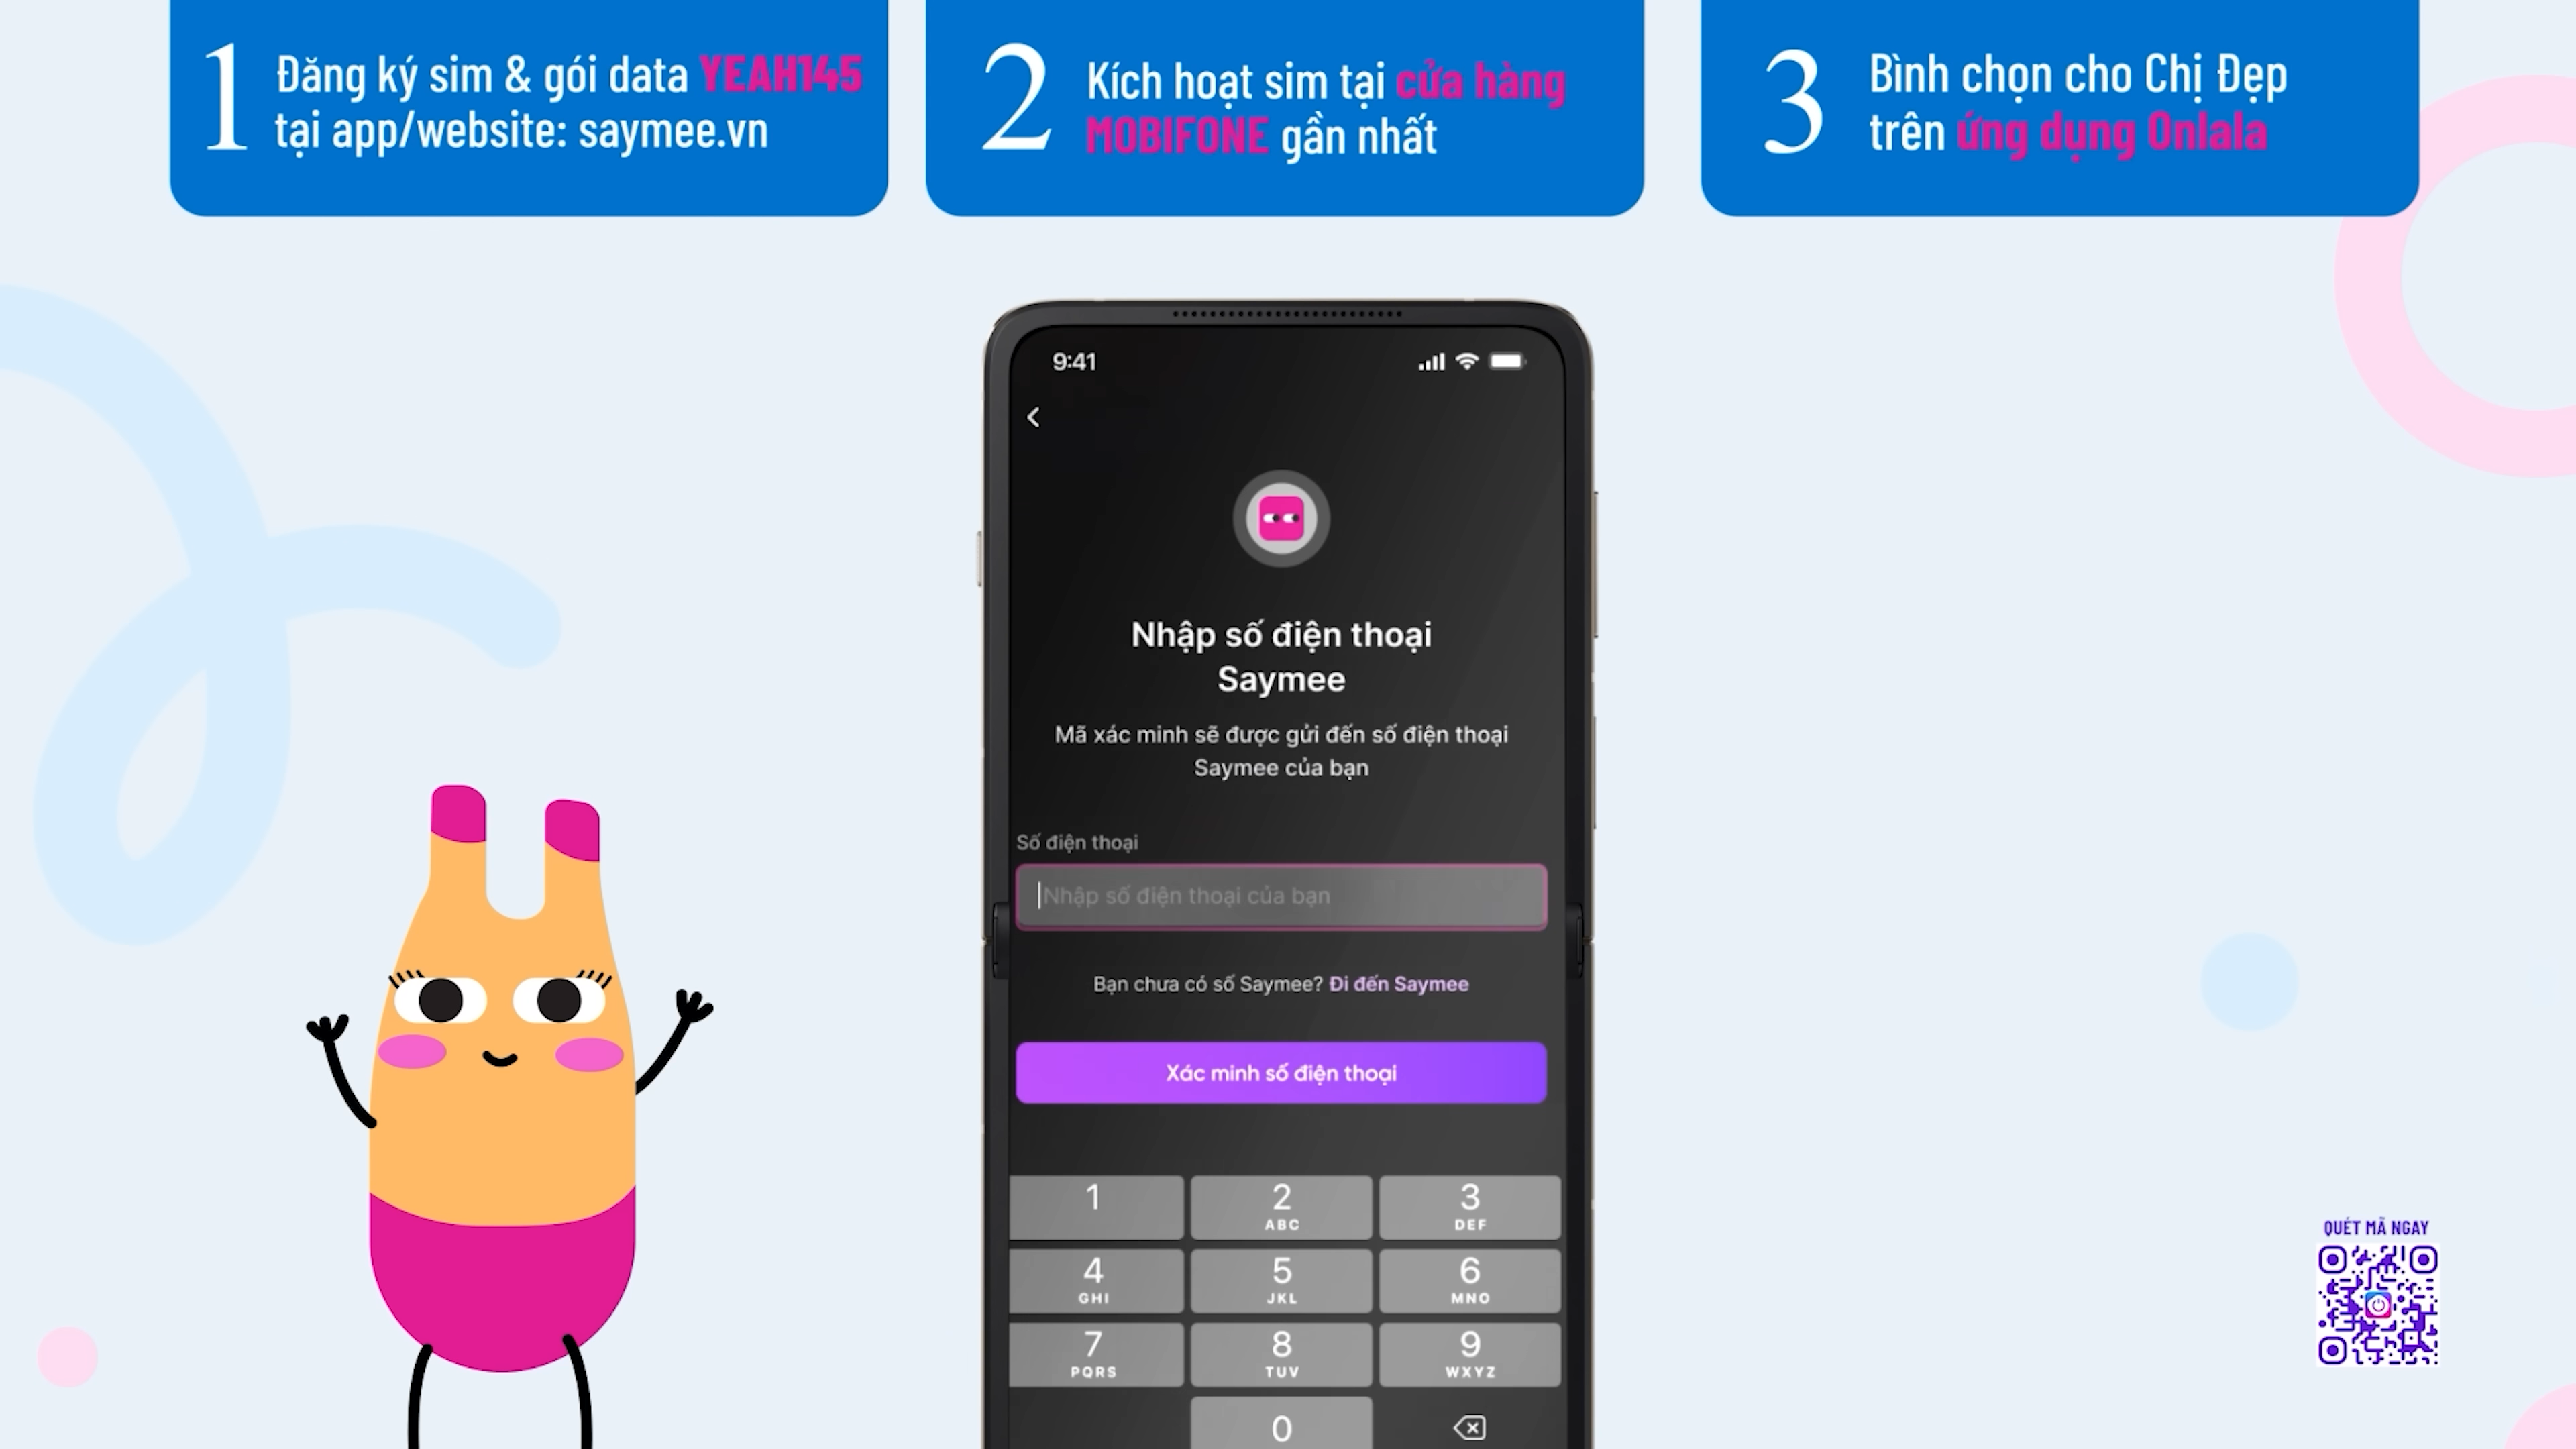 1
Đăng ký sim & gói data YEAH145
tại app/website: saymee.vn
2
Kích hoạt sim tại cửa hàng
MOBIFONE gần nhất
3
Bình chọn cho Chị Đẹp
trên ứng dụng Onlala
9:41
Nhập số điện thoại
Saymee
Mã xác minh sẽ được gửi đến số điện thoại
Saymee của bạn
Số điện thoại
Nhập số điện thoại của bạn
Bạn chưa có số Saymee? Đi đến Saymee
Xác minh số điện thoại
1 2 3
ABC DEF
4 5 6
GHI JKL MNO
7 8 9
PQRS TUV WXYZ
0
QUÉT MÃ NGAY